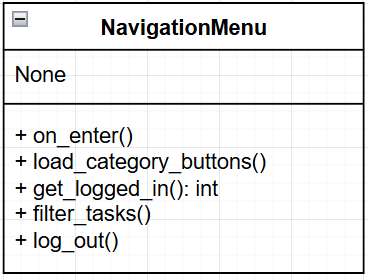 NavigationMenu
None
+ on_enter()
+ load_category_buttons()
+ get_logged_in(): int
+ filter_tasks()
+ log_out()